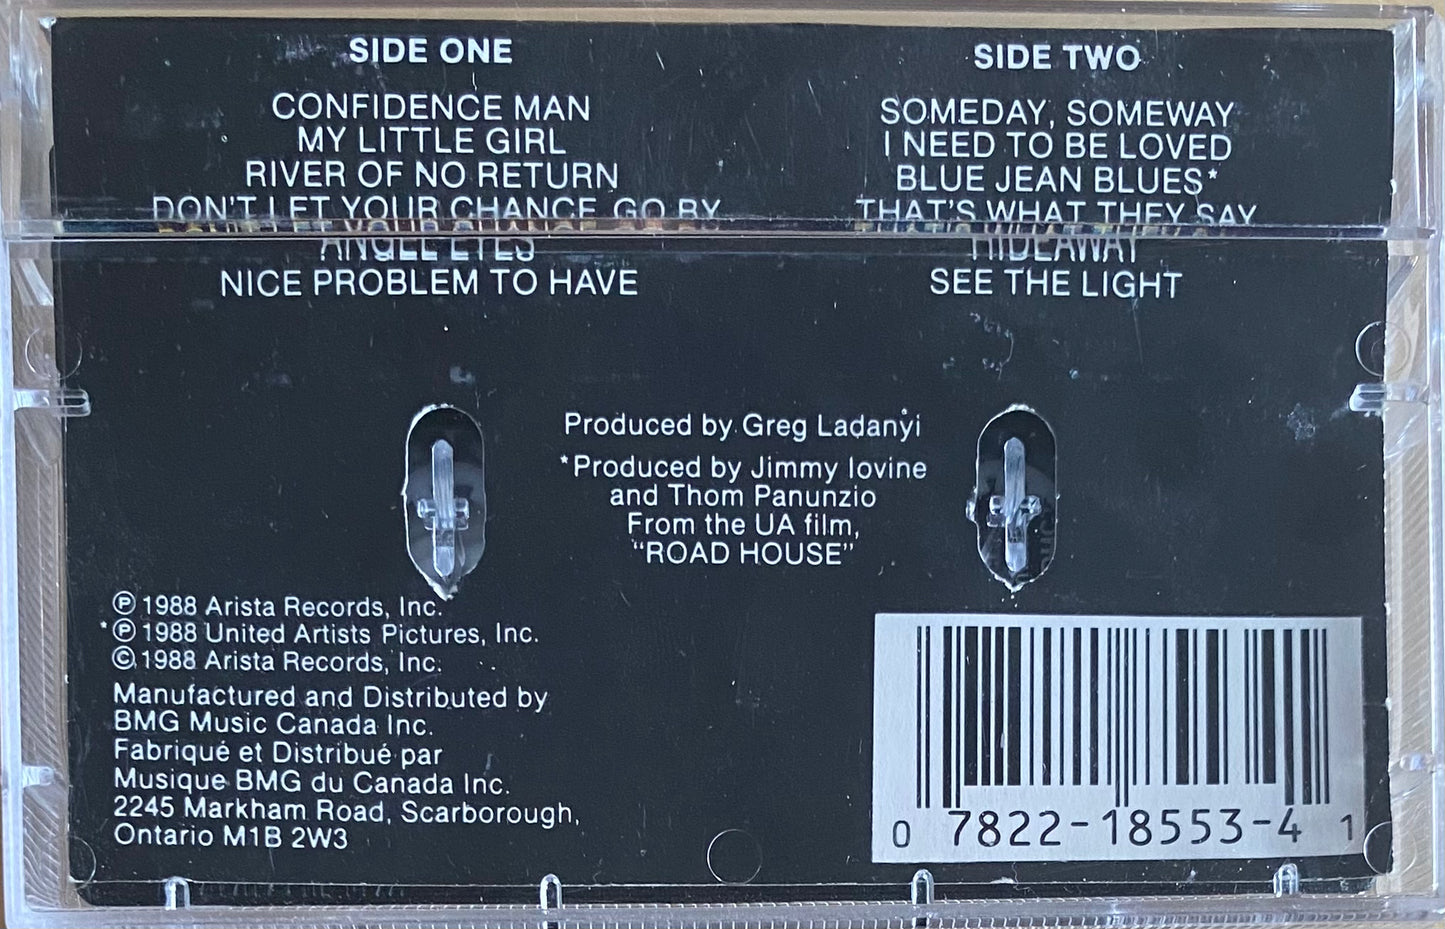 SIDE ONE
CONFIDENCE MAN
MY LITTLE GIRL
RIVER OF NO RETURN
DON'T LET YOUR CHANCE GO BY
ANGEL EYES
NICE PROBLEM TO HAVE
SIDE TWO
SOMEDAY, SOMEWAY
I NEED TO BE LOVED
BLUE JEAN BLUES*
THAT'S WHAT THEY SAY
HIDEAWAY
SEE THE LIGHT
Produced by Greg Ladanyi
*Produced by Jimmy Iovine
and Thom Panunzio
From the UA film,
"ROAD HOUSE"
℗ 1988 Arista Records, Inc.
*℗ 1988 United Artists Pictures, Inc.
© 1988 Arista Records, Inc.
Manufactured and Distributed by
BMG Music Canada Inc.
Fabriqué et Distribué par
Musique BMG du Canada Inc.
2245 Markham Road, Scarborough,
Ontario M1B 2W3
0 7822-18553-4 1